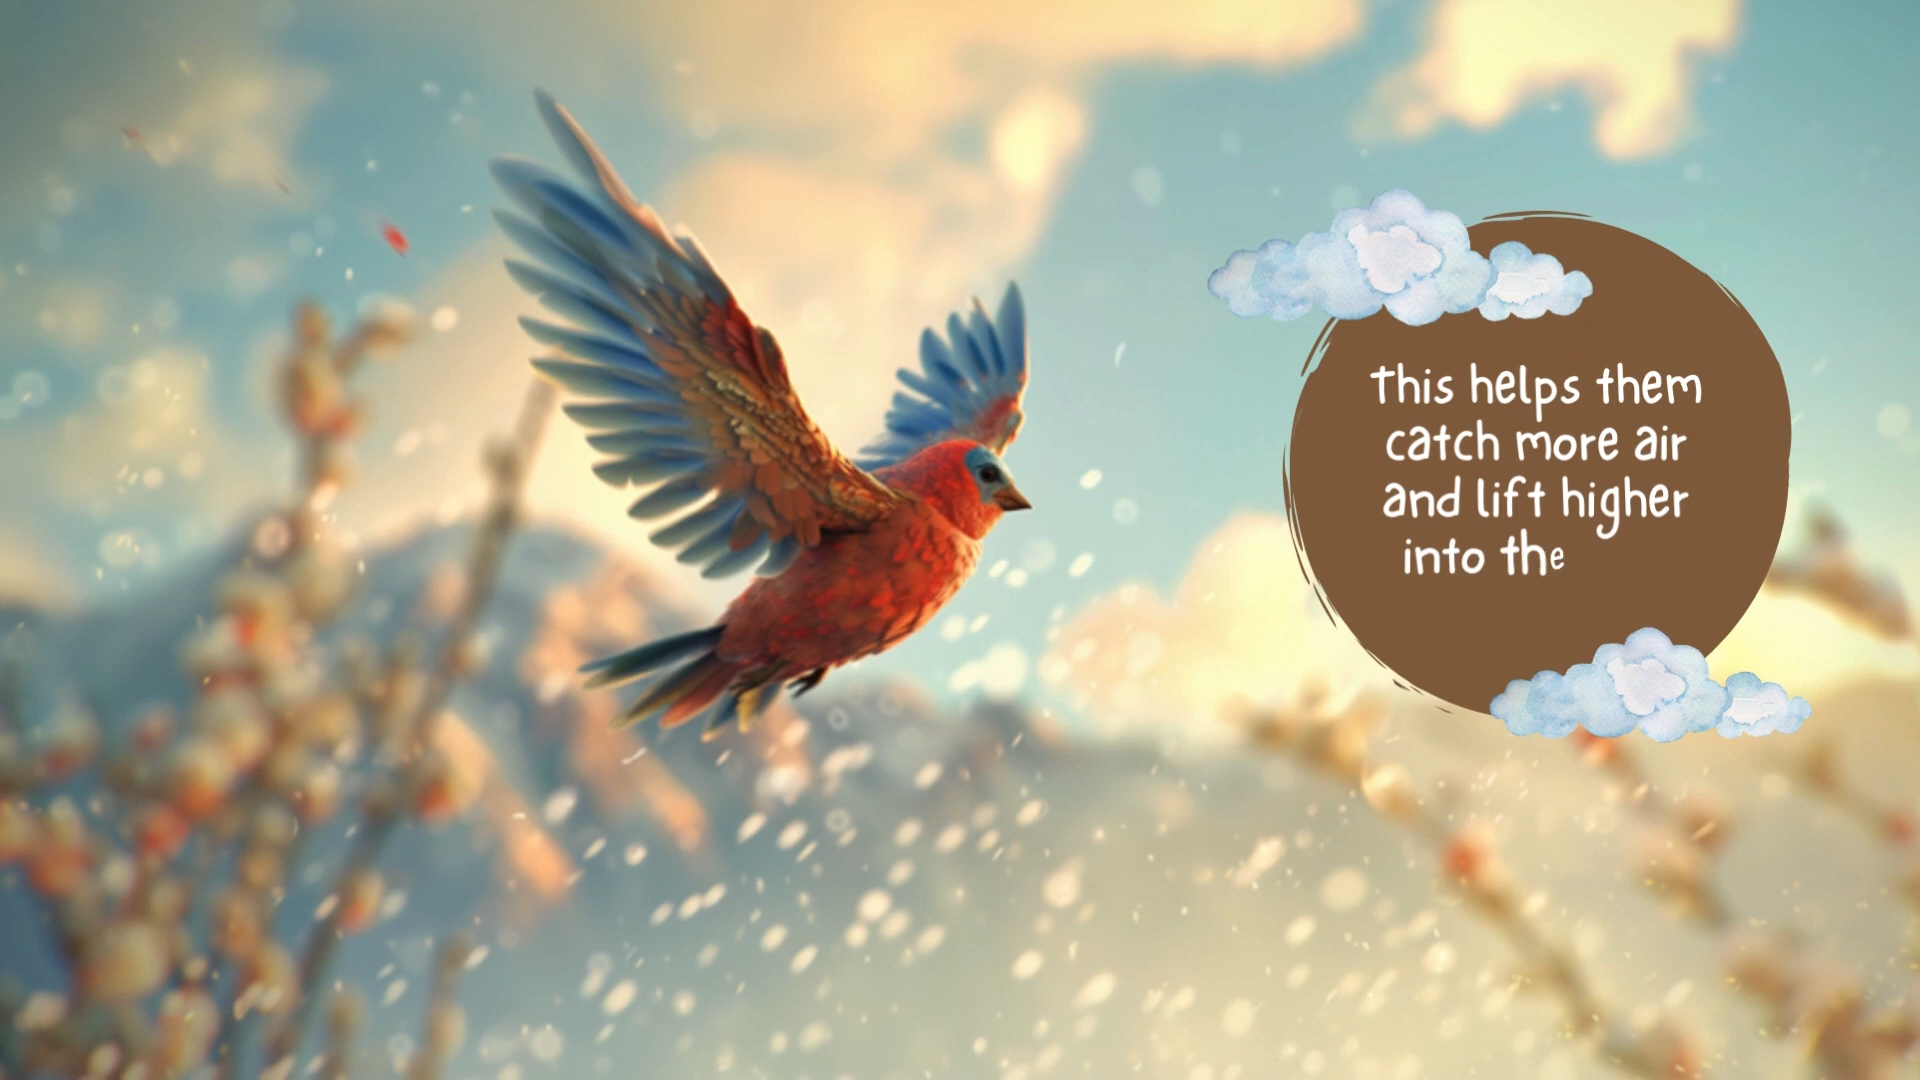 This helps them
catch more air
and lift higher
into the